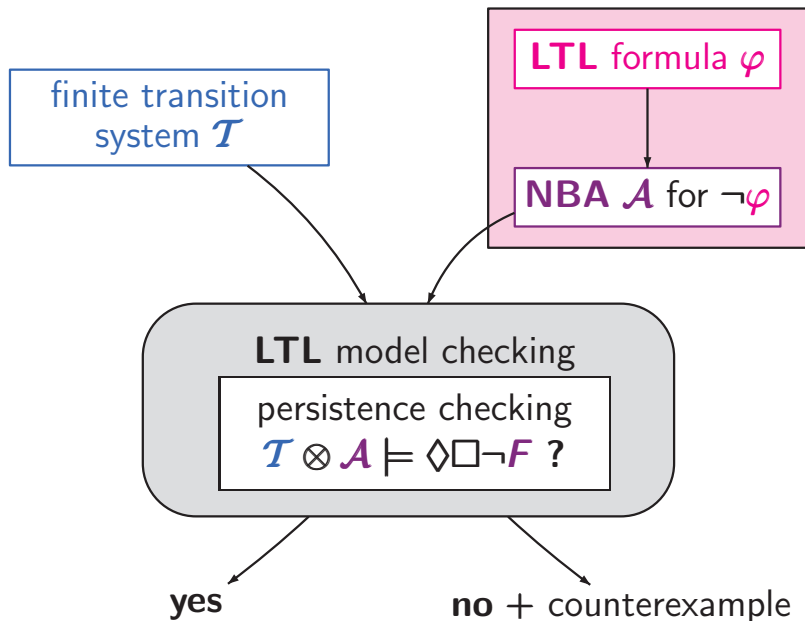 LTL formula φ
finite transition
system 𝒯
NBA 𝒜 for ¬φ
LTL model checking
persistence checking
𝒯 ⊗ 𝒜 ⊨ ◊□¬F ?
yes
no + counterexample